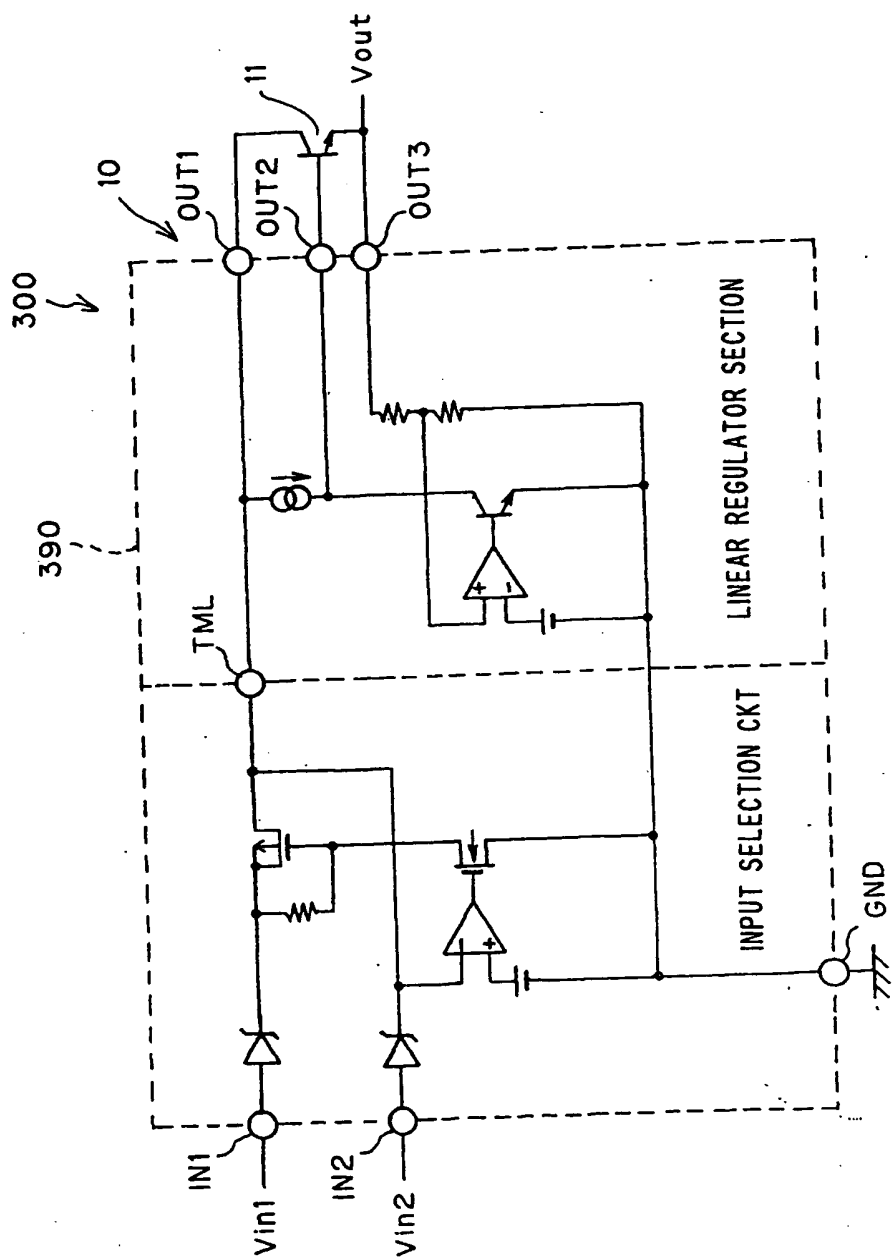 300
10
390
TML
OUT1
OUT2
OUT3
11
Vout
IN1
Vin1
IN2
Vin2
+
+
-
INPUT SELECTION CKT
LINEAR REGULATOR SECTION
GND